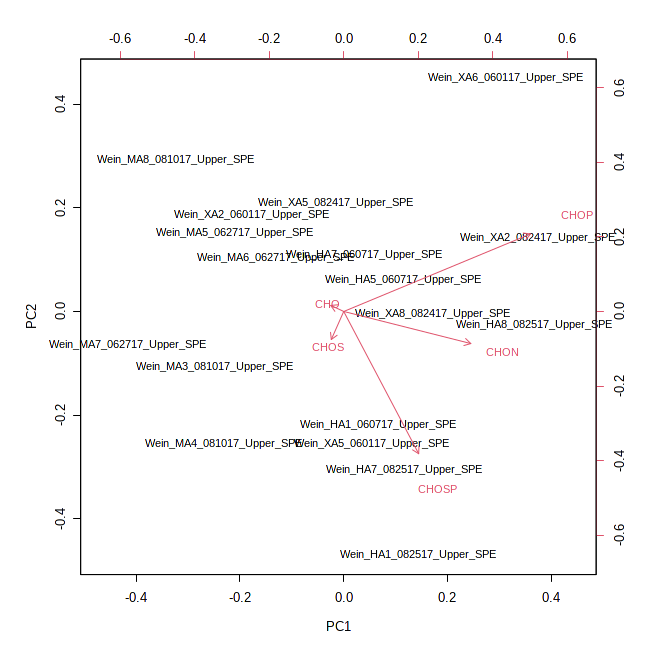 -0.6 -0.4 -0.2 0.0 0.2 0.4 0.6
Wein_XA6_060117_Upper_SPE
0.6
0.4
Wein_MA8_081017_Upper_SPE
0.4
Wein_XA5_082417_Upper_SPE
0.2
Wein_XA2_060117_Upper_SPE
CHOP
Wein_MA5_062717_Upper_SPE
Wein_XA2_082417_Upper_SPE
0.2
Wein_HA7_060717_Upper_SPE
Wein_MA6_062717_Upper_SPE
Wein_HA5_060717_Upper_SPE
CHO
PC2
0.0
Wein_XA8_082417_Upper_SPE
0.0
Wein_HA8_082517_Upper_SPE
Wein_MA7_062717_Upper_SPE
CHOS
CHON
Wein_MA3_081017_Upper_SPE
-0.2
-0.2
Wein_HA1_060717_Upper_SPE
Wein_MA4_081017_Upper_SPE
Wein_XA5_060117_Upper_SPE
-0.4
Wein_HA7_082517_Upper_SPE
CHOSP
-0.4
-0.6
Wein_HA1_082517_Upper_SPE
-0.4 -0.2 0.0 0.2 0.4
PC1